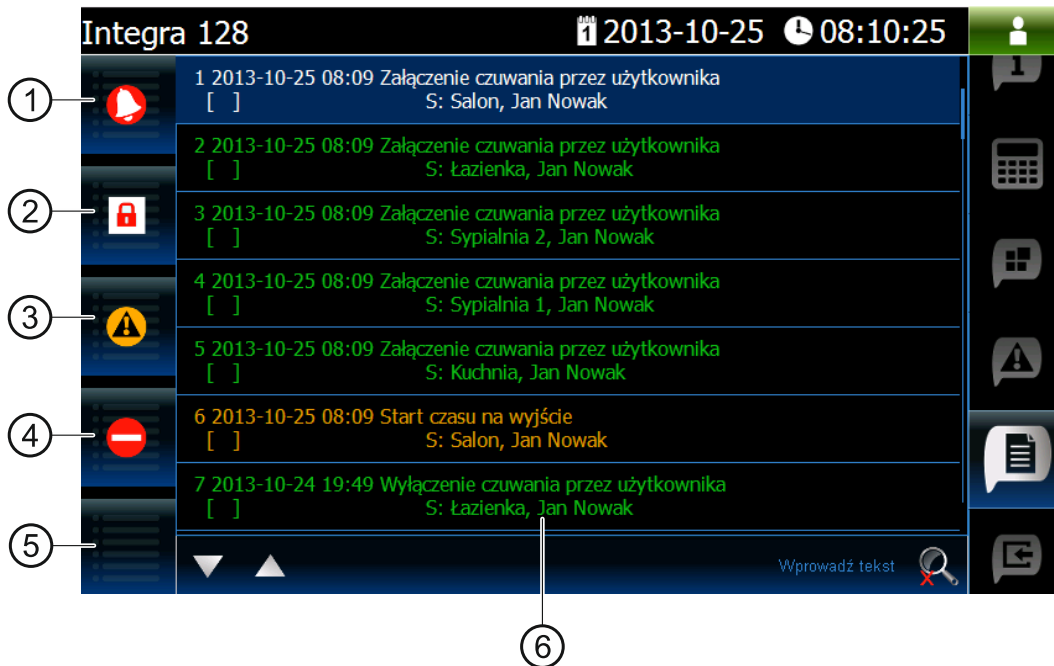 Integra 128
1 2013-10-25 08:10:25
1
1 2013-10-25 08:09 Załączenie czuwania przez użytkownika
[ ] S: Salon, Jan Nowak
2 2013-10-25 08:09 Załączenie czuwania przez użytkownika
[ ] S: Łazienka, Jan Nowak
3 2013-10-25 08:09 Załączenie czuwania przez użytkownika
[ ] S: Sypialnia 2, Jan Nowak
4 2013-10-25 08:09 Załączenie czuwania przez użytkownika
[ ] S: Sypialnia 1, Jan Nowak
5 2013-10-25 08:09 Załączenie czuwania przez użytkownika
[ ] S: Kuchnia, Jan Nowak
6 2013-10-25 08:09 Start czasu na wyjście
[ ] S: Salon, Jan Nowak
7 2013-10-24 19:49 Wyłączenie czuwania przez użytkownika
[ ] S: Łazienka, Jan Nowak
Wprowadź tekst
1
2
3
4
5
6